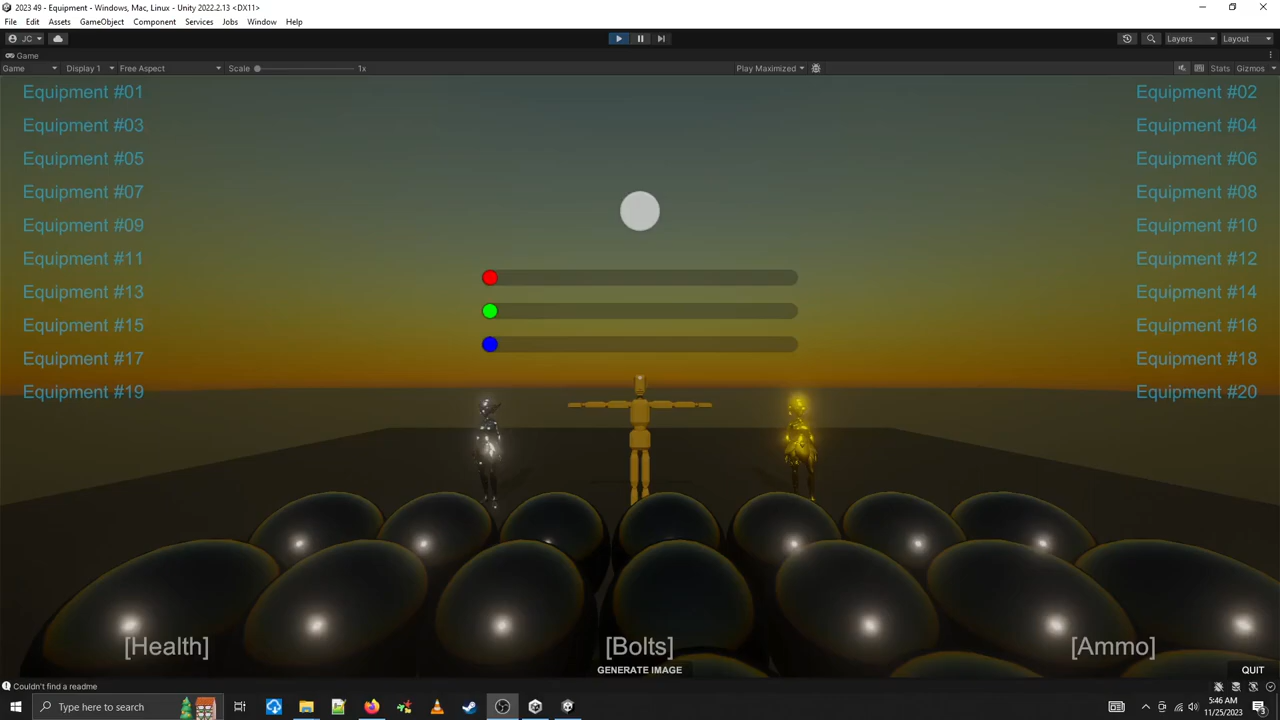 2023 49 - Equipment - Windows, Mac, Linux - Unity 2022.2.13 <DX11>
File Edit Assets GameObject Component Services Jobs Window Help
JC Layers Layout
Game
Game Display 1 Free Aspect Scale 1x Play Maximized Stats Gizmos
Equipment #01 Equipment #02
Equipment #03 Equipment #04
Equipment #05 Equipment #06
Equipment #07 Equipment #08
Equipment #09 Equipment #10
Equipment #11 Equipment #12
Equipment #13 Equipment #14
Equipment #15 Equipment #16
Equipment #17 Equipment #18
Equipment #19 Equipment #20
[Health] [Bolts] [Ammo]
GENERATE IMAGE QUIT
Couldn't find a readme
Type here to search
5:46 AM
11/25/2023
3